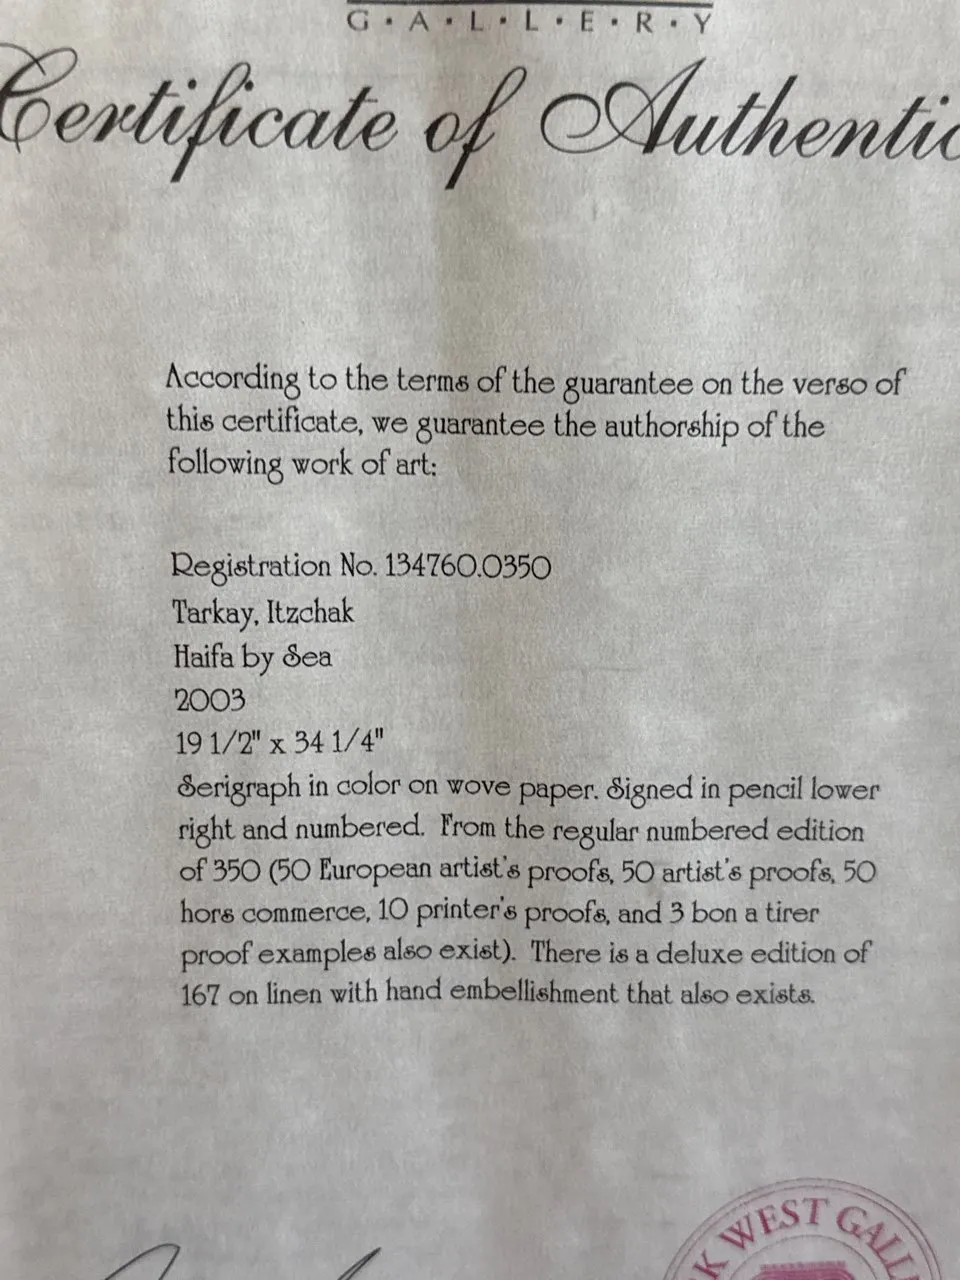 G·A·L·L·E·R·Y
Certificate of
According to the terms of the guarantee on the verso of
this certificate, we guarantee the authorship of the
following work of art:
Registration No. 134760.0350
Tarkay, Itzchak
Haifa by Sea
2003
19 1/2" x 34 1/4"
Serigraph in color on wove paper. Signed in pencil lower
right and numbered. From the regular numbered edition
of 350 (50 European artist's proofs, 50 artist's proofs, 50
hors commerce, 10 printer's proofs, and 3 bon a tirer
proof examples also exist). There is a deluxe edition of
167 on linen with hand embellishment that also exists.
WEST